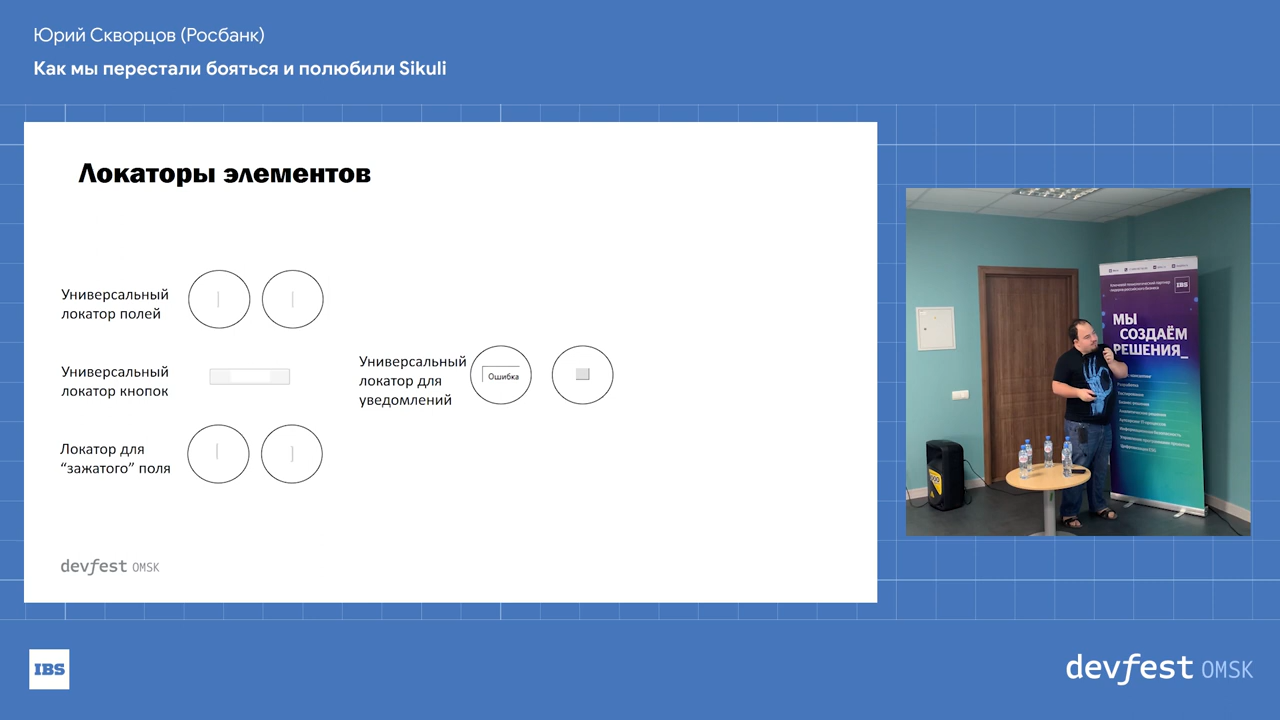 Юрий Скворцов (Росбанк)
Как мы перестали бояться и полюбили Sikuli
Локаторы элементов
Универсальный
локатор полей
Универсальный
локатор кнопок
Локатор для
“зажатого” поля
Универсальный
локатор для
уведомлений
Ошибка
devfest OMSK
IBS
МЫ
СОЗДАЁМ
РЕШЕНИЯ_
IBS
devfest OMSK